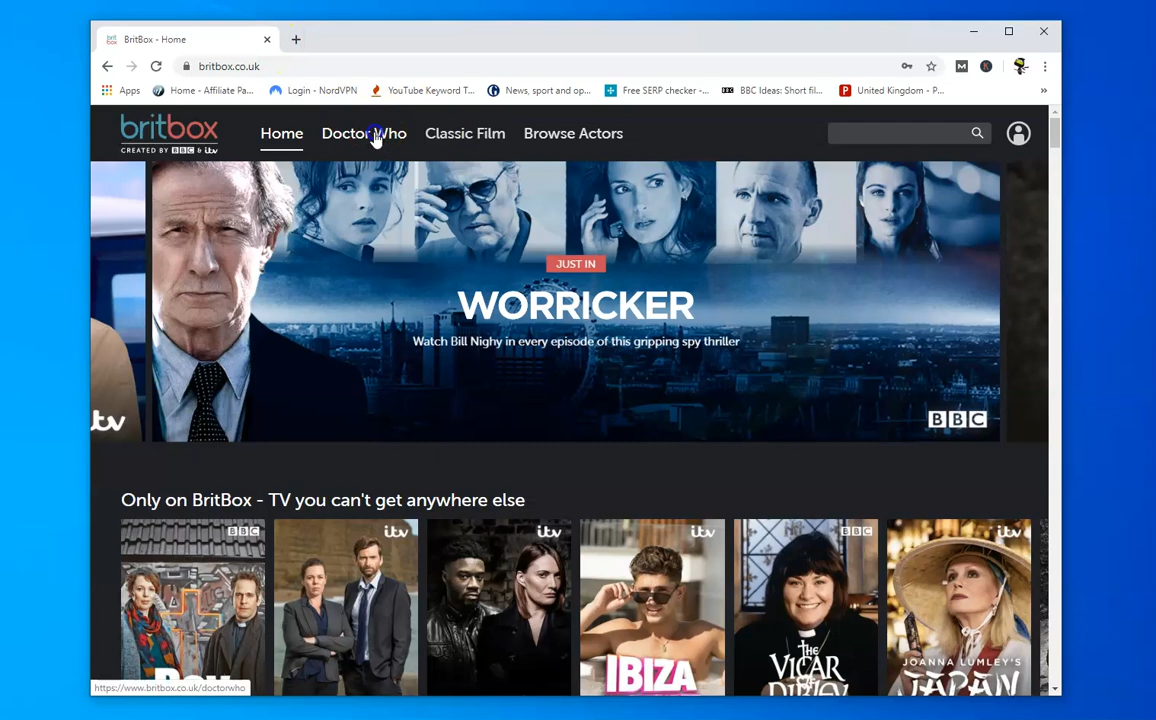 BritBox - Home
britbox.co.uk
Apps
Home - Affiliate Pa...
Login - NordVPN
YouTube Keyword T...
News, sport and op...
Free SERP checker -...
BBC Ideas: Short fil...
United Kingdom - P...
»
britbox
CREATED BY BBC & itv
Home
Doctor Who
Classic Film
Browse Actors
JUST IN
WORRICKER
Watch Bill Nighy in every episode of this gripping spy thriller
itv
BBC
Only on BritBox - TV you can't get anywhere else
BBC
itv
itv
itv
BBC
itv
IBIZA
THE
VICAR
JOANNA LUMLEY'S
JAPAN
https://www.britbox.co.uk/doctorwho